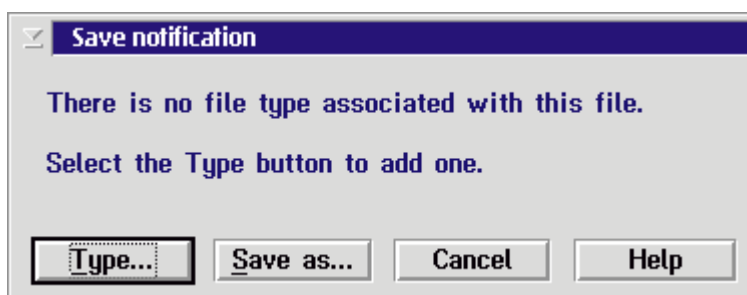 Save notification
There is no file type associated with this file.
Select the Type button to add one.
Type... Save as... Cancel Help